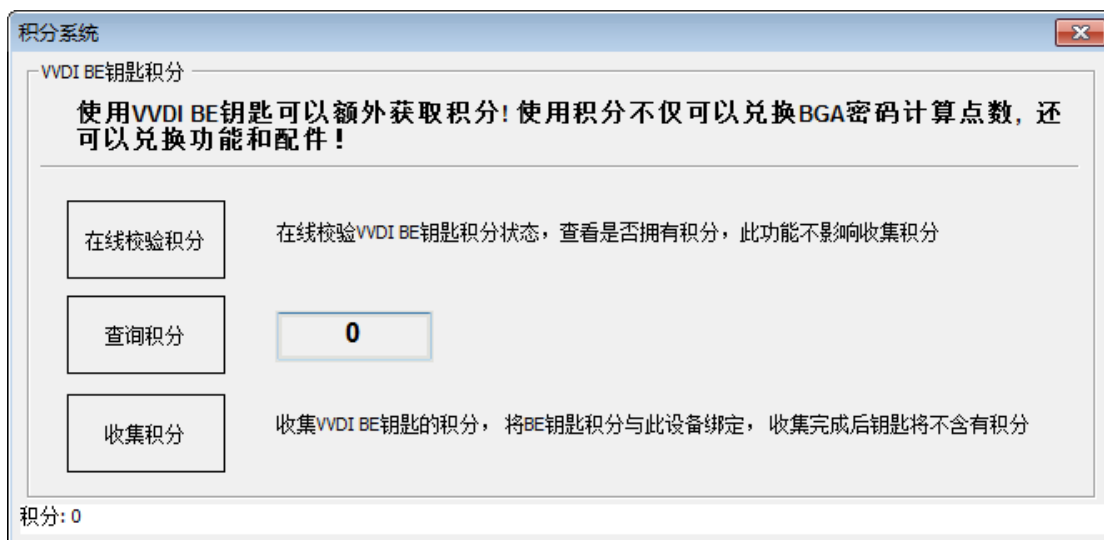 积分系统
VVDI BE钥匙积分
使用VVDI BE钥匙可以额外获取积分! 使用积分不仅可以兑换BGA密码计算点数, 还
可以兑换功能和配件!
在线校验积分
在线校验VVDI BE钥匙积分状态，查看是否拥有积分，此功能不影响收集积分
查询积分
0
收集积分
收集VVDI BE钥匙的积分， 将BE钥匙积分与此设备绑定， 收集完成后钥匙将不含有积分
积分: 0